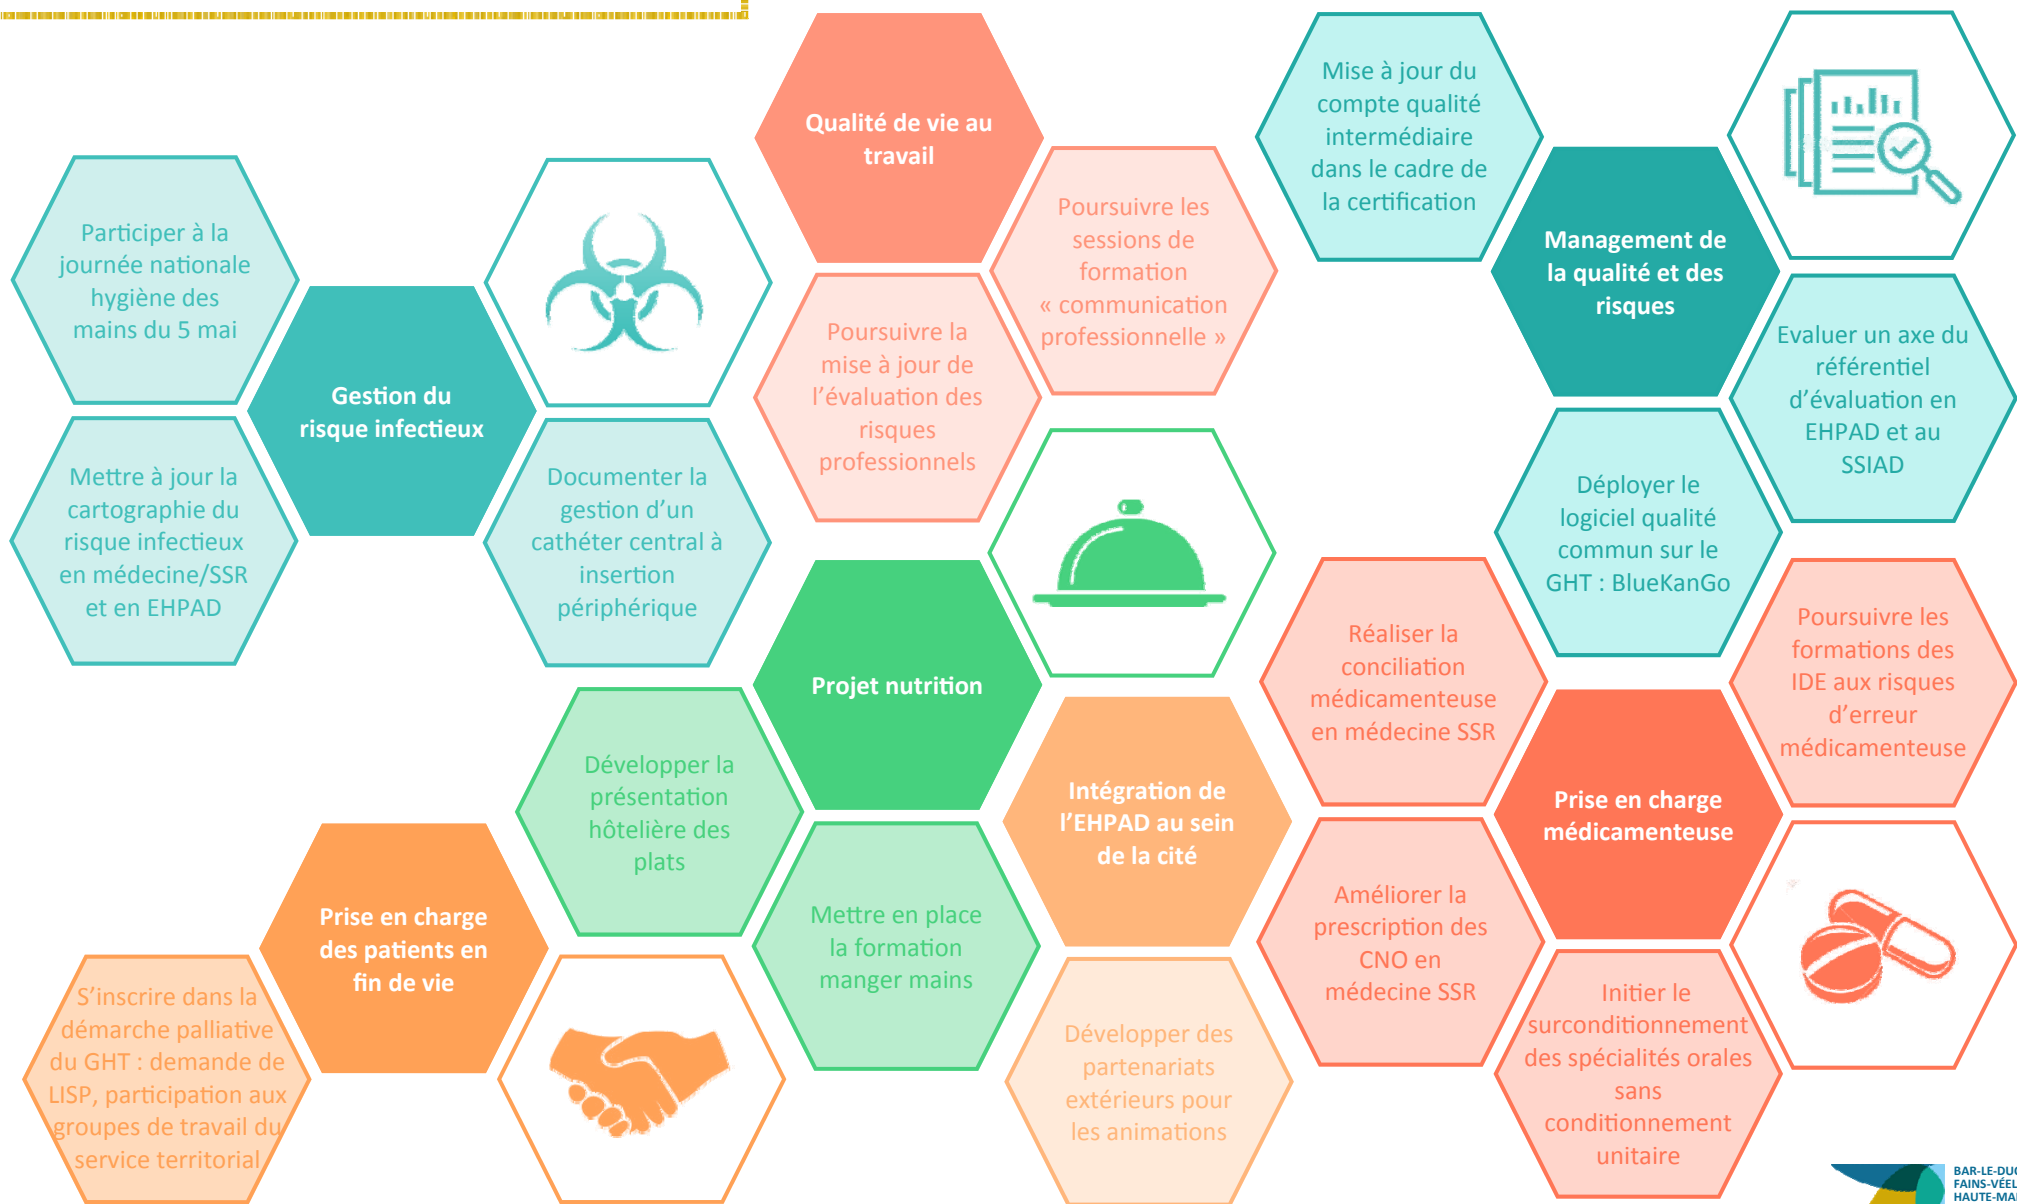 Qualité de vie au
travail
Poursuivre les
sessions de
formation
« communication
professionnelle »
Poursuivre la
mise à jour de
l'évaluation des
risques
professionnels
Mise à jour du
compte qualité
intermédiaire
dans le cadre de
la certification
Management de
la qualité et des
risques
Evaluer un axe du
référentiel
d'évaluation en
EHPAD et au
SSIAD
Déployer le
logiciel qualité
commun sur le
GHT : BlueKanGo
Participer à la
journée nationale
hygiène des
mains du 5 mai
Gestion du
risque infectieux
Mettre à jour la
cartographie du
risque infectieux
en médecine/SSR
et en EHPAD
Documenter la
gestion d'un
cathéter central à
insertion
périphérique
Projet nutrition
Développer la
présentation
hôtelière des
plats
Mettre en place
la formation
manger mains
Intégration de
l'EHPAD au sein
de la cité
Développer des
partenariats
extérieurs pour
les animations
Réaliser la
conciliation
médicamenteuse
en médecine SSR
Poursuivre les
formations des
IDE aux risques
d'erreur
médicamenteuse
Prise en charge
médicamenteuse
Améliorer la
prescription des
CNO en
médecine SSR
Initier le
surconditionnement
des spécialités orales
sans
conditionnement
unitaire
Prise en charge
des patients en
fin de vie
S'inscrire dans la
démarche palliative
du GHT : demande de
LISP, participation aux
groupes de travail du
service territorial
BAR-LE-DUC
FAINS-VÉEL
HAUTE-MA